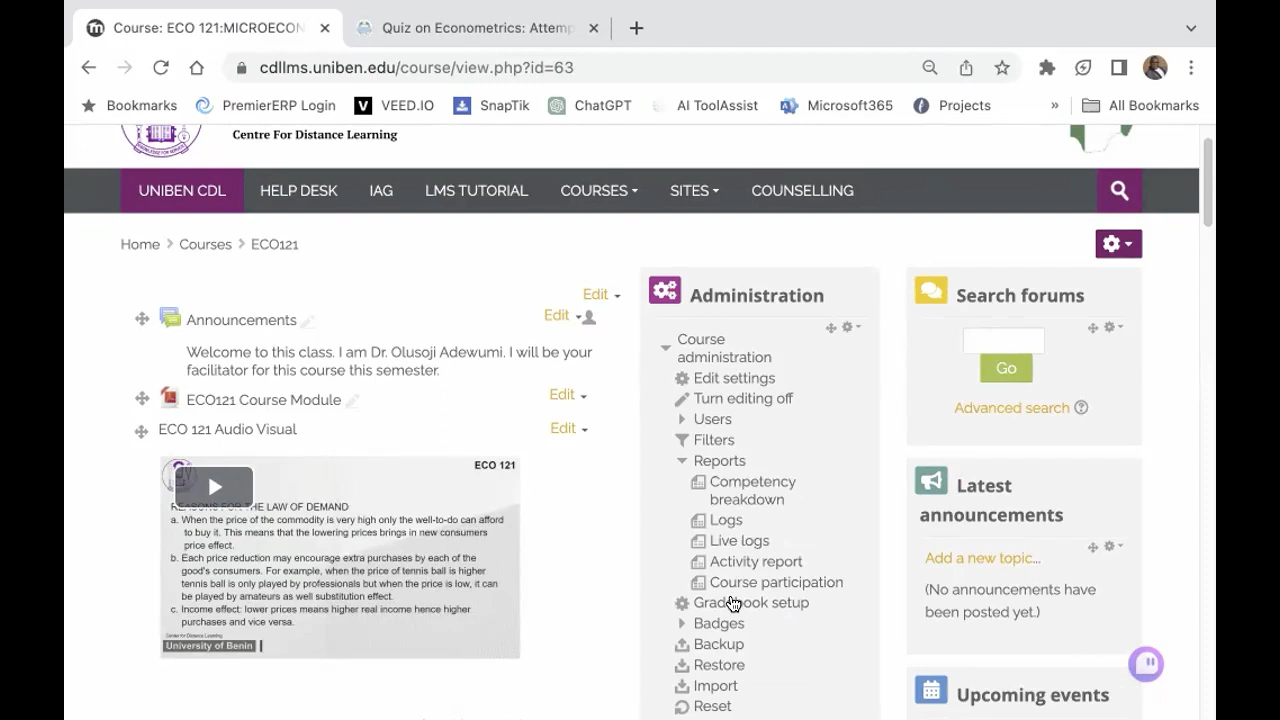 Course: ECO 121:MICROECON
Quiz on Econometrics: Attemp
cdllms.uniben.edu/course/view.php?id=63
Bookmarks
PremierERP Login
VEED.IO
SnapTik
ChatGPT
AI ToolAssist
Microsoft365
Projects
»
All Bookmarks
Centre For Distance Learning
UNIBEN CDL
HELP DESK
IAG
LMS TUTORIAL
COURSES
SITES
COUNSELLING
Home > Courses > ECO121
Edit
Announcements
Edit
Welcome to this class. I am Dr. Olusoji Adewumi. I will be your
facilitator for this course this semester.
ECO121 Course Module
Edit
ECO 121 Audio Visual
Edit
ECO 121
REASONS FOR THE LAW OF DEMAND
a. When the price of the commodity is very high only the well-to-do can afford
to buy it. This means that the lowering prices brings in new consumers
price effect.
b. Each price reduction may encourage extra purchases by each of the
good's consumers. For example, when the price of tennis ball is higher
tennis ball is only played by professionals but when the price is low, it can
be played by amateurs as well substitution effect.
c. Income effect: lower prices means higher real income hence higher
purchases and vice versa.
Center for Distance Learning
University of Benin
Administration
Course
administration
Edit settings
Turn editing off
Users
Filters
Reports
Competency
breakdown
Logs
Live logs
Activity report
Course participation
Gradebook setup
Badges
Backup
Restore
Import
Reset
Search forums
Go
Advanced search
Latest
announcements
Add a new topic...
(No announcements
have been posted yet.)
Upcoming events